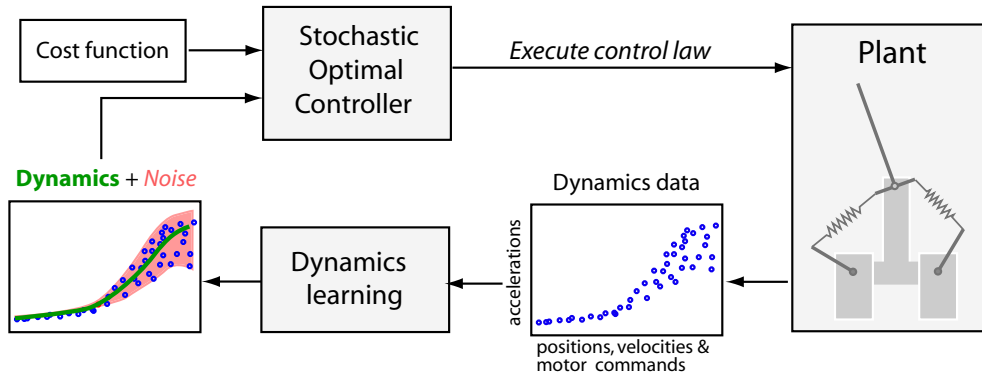 Cost function
Stochastic
Optimal
Controller
Execute control law
Plant
Dynamics + Noise
Dynamics
learning
Dynamics data
accelerations
positions, velocities &
motor commands